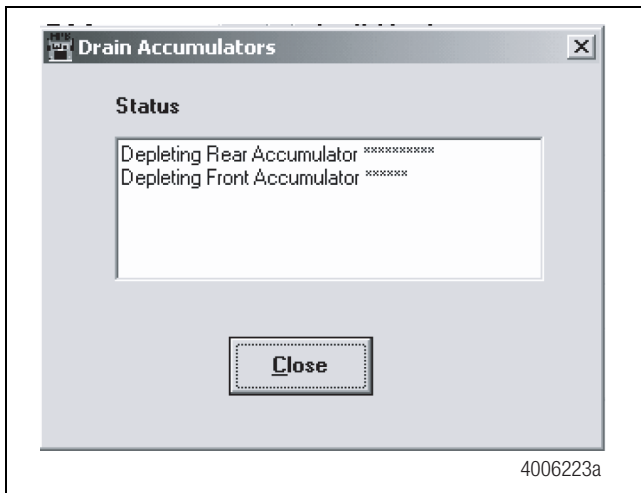 Drain Accumulators
Status
Depleting Rear Accumulator **********
Depleting Front Accumulator ******
Close
4006223a